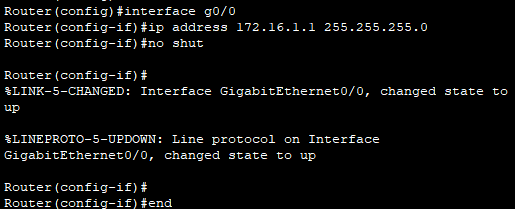 Router(config)#interface g0/0
Router(config-if)#ip address 172.16.1.1 255.255.255.0
Router(config-if)#no shut
Router(config-if)#
%LINK-5-CHANGED: Interface GigabitEthernet0/0, changed state to
up
%LINEPROTO-5-UPDOWN: Line protocol on Interface
GigabitEthernet0/0, changed state to up
Router(config-if)#
Router(config-if)#end